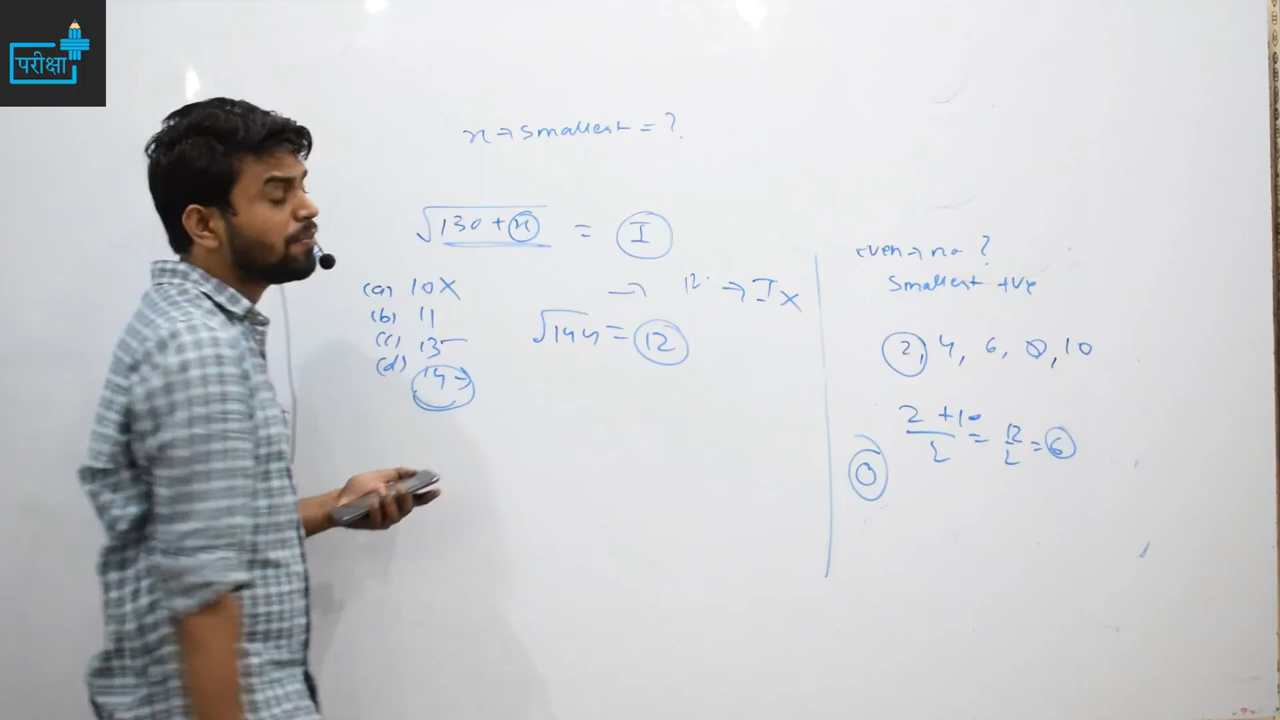 परीक्षा
x ⇒ smallest = ?
√130 + x = I
(a) 10 X
(b) 11
(c) 13
(d) 14
→ 12 → I X
√144 = 12
even → no ?
smallest +ve
2, 4, 6, 8, 10
2 + 10 / 2 = 12 / 2 = 6
0